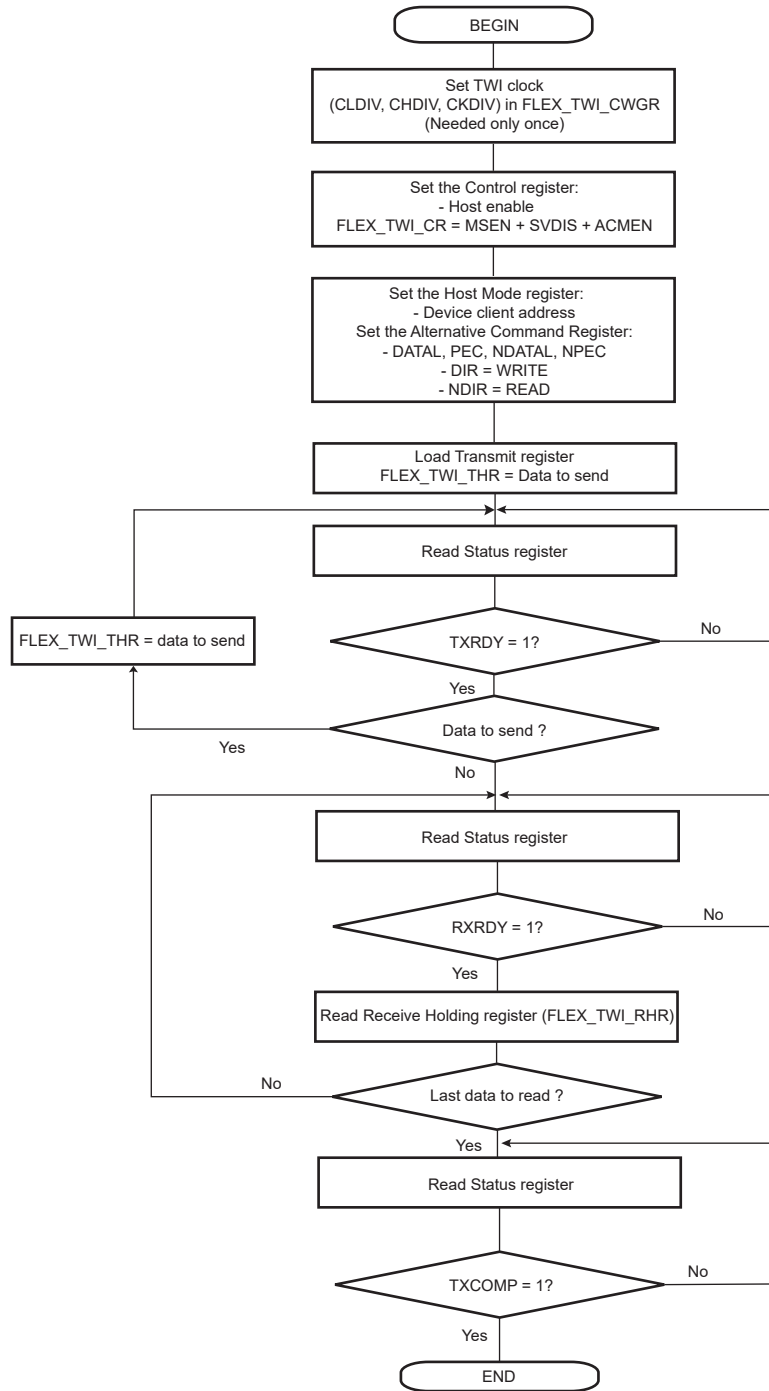 BEGIN
Set TWI clock
(CLDIV, CHDIV, CKDIV) in FLEX_TWI_CWGR
(Needed only once)
Set the Control register:
- Host enable
FLEX_TWI_CR = MSEN + SVDIS + ACMEN
Set the Host Mode register:
- Device client address
Set the Alternative Command Register:
- DATAL, PEC, NDATAL, NPEC
- DIR = WRITE
- NDIR = READ
Load Transmit register
FLEX_TWI_THR = Data to send
Read Status register
FLEX_TWI_THR = data to send
TXRDY = 1?
No
Yes
Data to send ?
Yes
No
Read Status register
RXRDY = 1?
No
Yes
Read Receive Holding register (FLEX_TWI_RHR)
No
Last data to read ?
Yes
Read Status register
TXCOMP = 1?
No
Yes
END